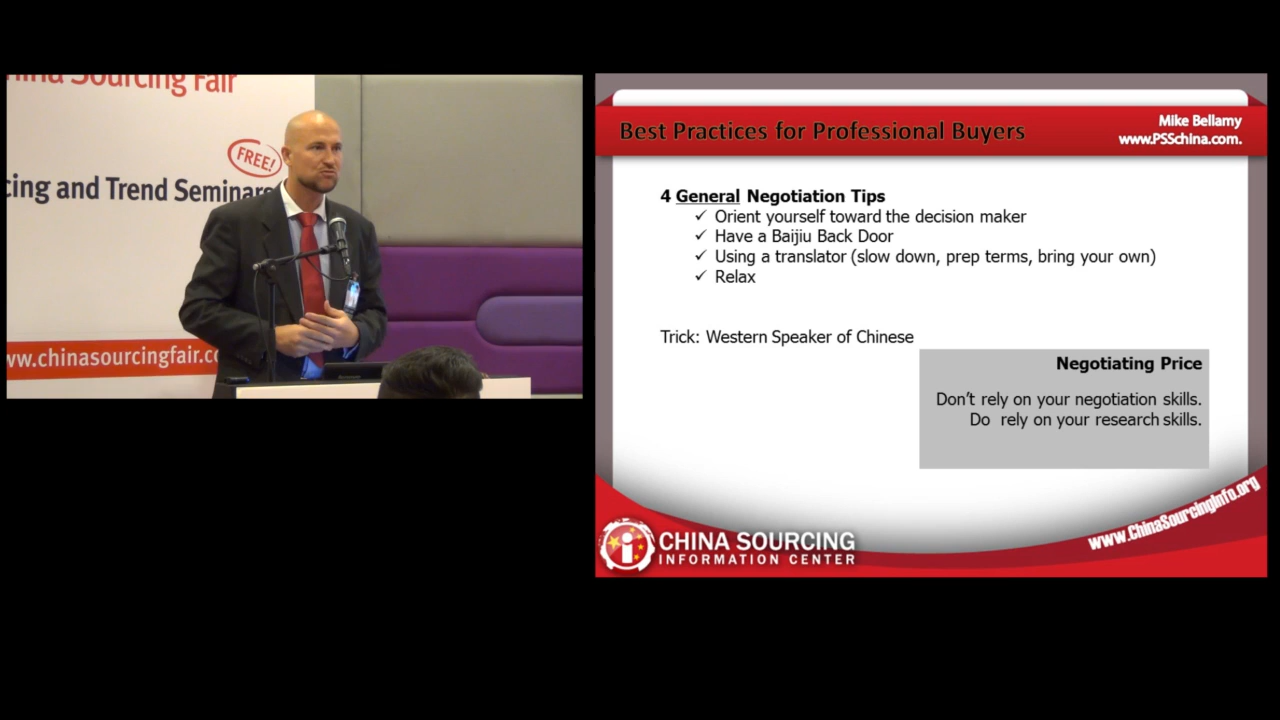 China Sourcing Fair
FREE!
cing and Trend Seminars
www.chinasourcingfair.co
Best Practices for Professional Buyers
Mike Bellamy
www.PSSchina.com.
4 General Negotiation Tips
✓ Orient yourself toward the decision maker
✓ Have a Baijiu Back Door
✓ Using a translator (slow down, prep terms, bring your own)
✓ Relax
Trick: Western Speaker of Chinese
Negotiating Price
Don't rely on your negotiation skills.
Do rely on your research skills.
www.ChinaSourcingInfo.org
CHINA SOURCING
INFORMATION CENTER